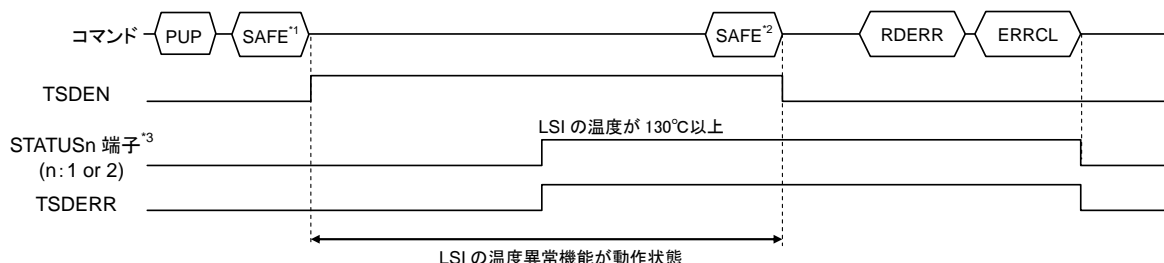 コマンド PUP SAFE*1 SAFE*2 RDERR ERRCL
TSDEN
LSI の温度が 130℃以上
STATUSn 端子*3
(n:1 or 2)
TSDERR
LSI の温度異常機能が動作状態